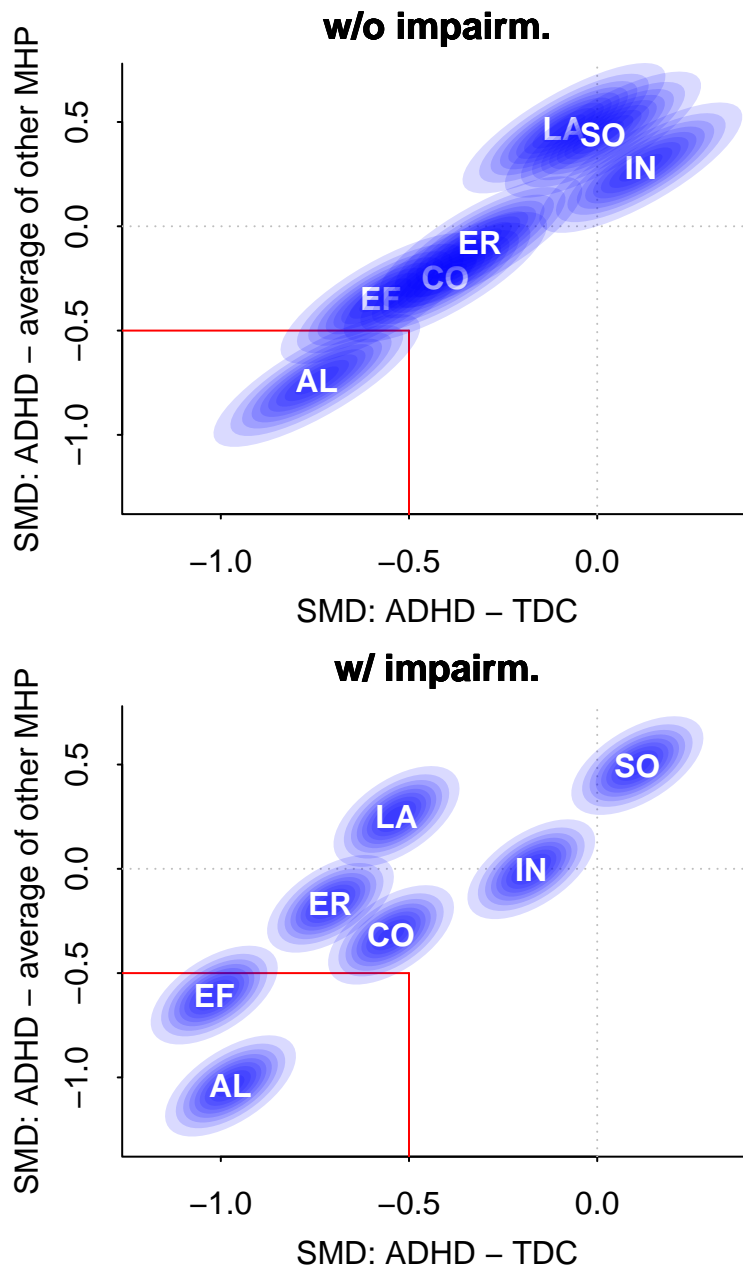 w/o impairm.
SMD: ADHD – average of other MHP
0.5
0.0
−0.5
−1.0
LA
SO
IN
ER
CO
EF
AL
−1.0 −0.5 0.0
SMD: ADHD – TDC
w/ impairm.
SMD: ADHD – average of other MHP
0.5
0.0
−0.5
−1.0
SO
LA
IN
ER
CO
EF
AL
−1.0 −0.5 0.0
SMD: ADHD – TDC